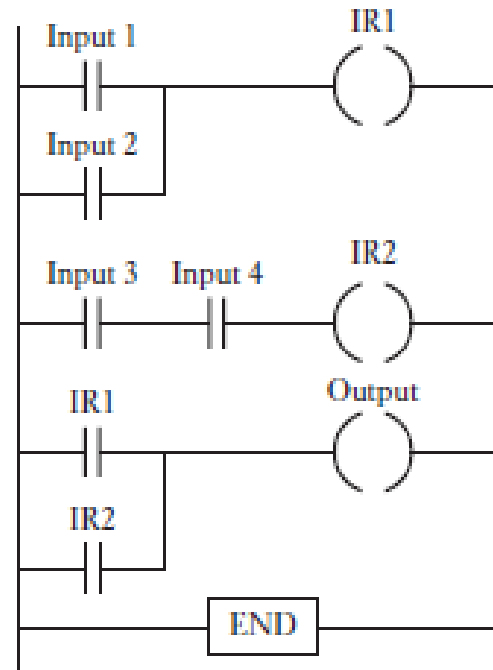 Input 1
IR1
Input 2
Input 3
Input 4
IR2
IR1
Output
IR2
END